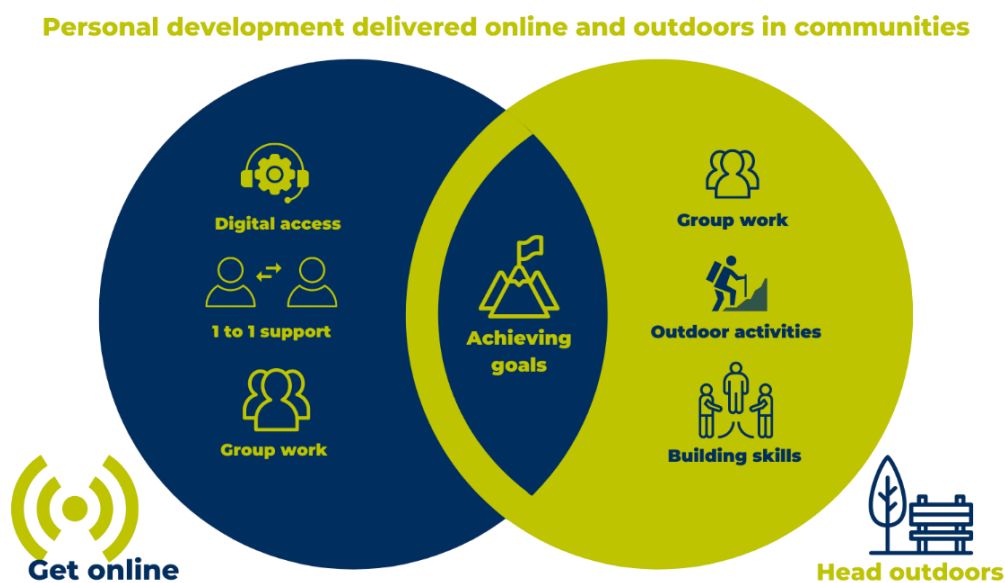 Personal development delivered online and outdoors in communities
Digital access
1 to 1 support
Group work
Achieving
goals
Group work
Outdoor activities
Building skills
Get online
Head outdoors